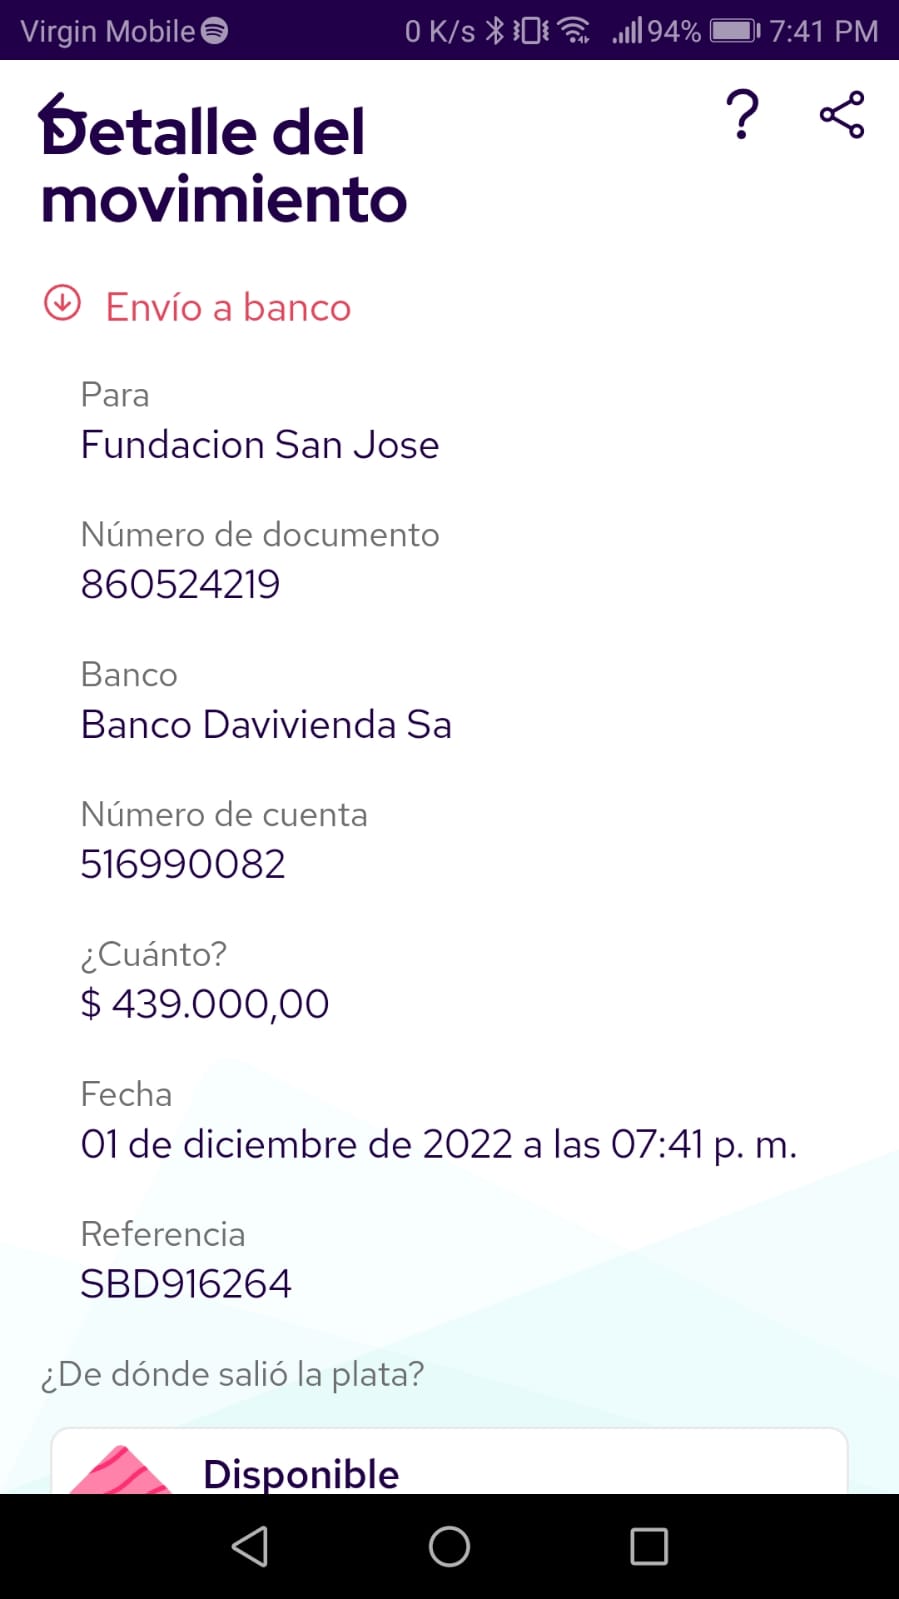 Virgin Mobile 0 K/s 94% 7:41 PM
Detalle del
movimiento
?
Envío a banco
Para
Fundacion San Jose
Número de documento
860524219
Banco
Banco Davivienda Sa
Número de cuenta
516990082
¿Cuánto?
$ 439.000,00
Fecha
01 de diciembre de 2022 a las 07:41 p. m.
Referencia
SBD916264
¿De dónde salió la plata?
Disponible